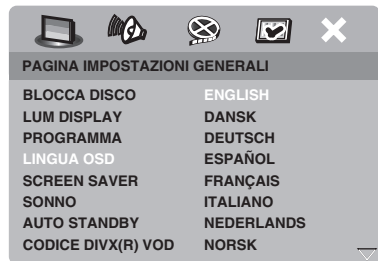 PAGINA IMPOSTAZIONI GENERALI
BLOCCA DISCO ENGLISH
LUM DISPLAY DANSK
PROGRAMMA DEUTSCH
LINGUA OSD ESPAÑOL
SCREEN SAVER FRANÇAIS
SONNO ITALIANO
AUTO STANDBY NEDERLANDS
CODICE DIVX(R) VOD NORSK